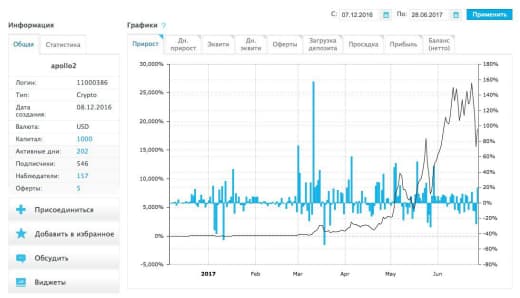 Информация
Общая
Статистика
apollo2
Логин: 11000386
Тип: Crypto
Дата создания: 08.12.2016
Валюта: USD
Капитал: 1000
Активные дни: 202
Подписчики: 546
Наблюдатели: 157
Оферты: 5
Присоединиться
Добавить в избранное
Обсудить
Виджеты
Графики ?
С: 07.12.2016 По: 28.06.2017 Применить
Прирост
Дн. прирост
Эквити
Дн. эквити
Оферты
Загрузка депозита
Просадка
Прибыль
Баланс (нетто)
30,000%
25,000%
20,000%
15,000%
10,000%
5,000%
0,000%
-5,000%
180%
160%
140%
120%
100%
80%
60%
40%
20%
0%
-20%
-40%
-60%
-80%
2017 Feb Mar Apr May Jun